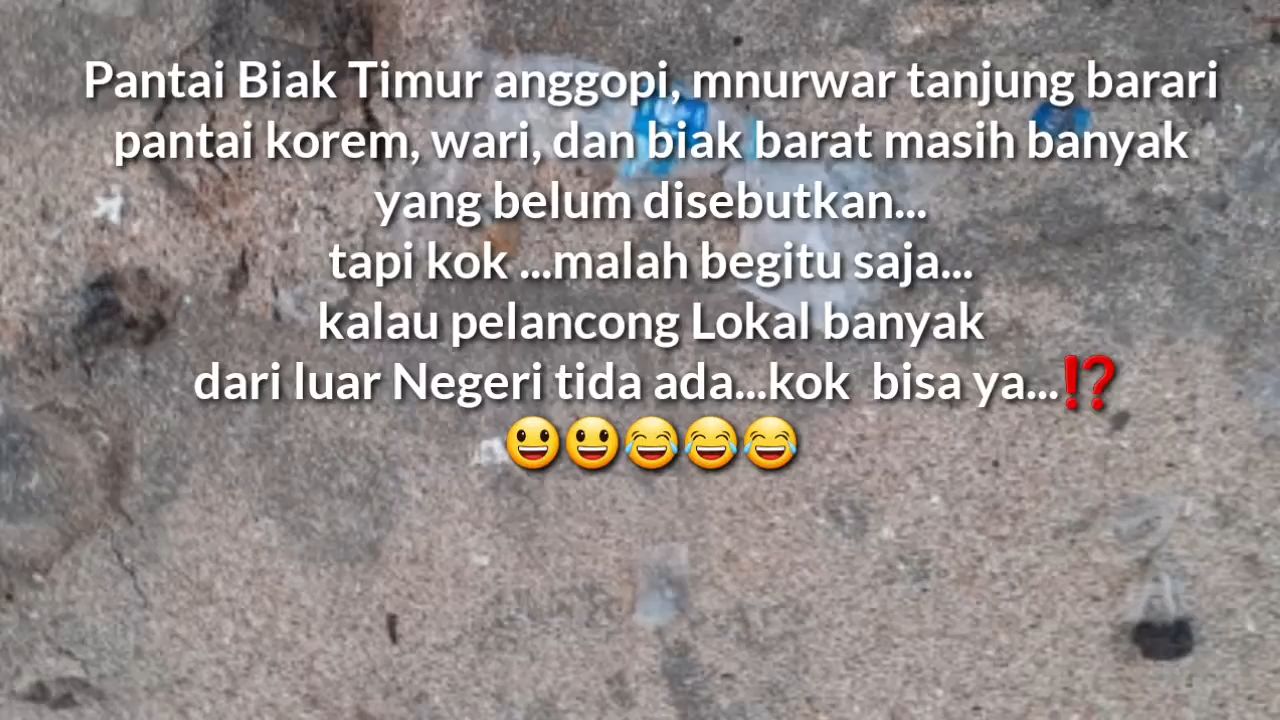 Pantai Biak Timur anggopi, mnurwar tanjung barari
pantai korem, wari, dan biak barat masih banyak
yang belum disebutkan...
tapi kok ...malah begitu saja...
kalau pelancong Lokal banyak
dari luar Negeri tida ada...kok  bisa ya...⁉️
😃😃😂😂😂